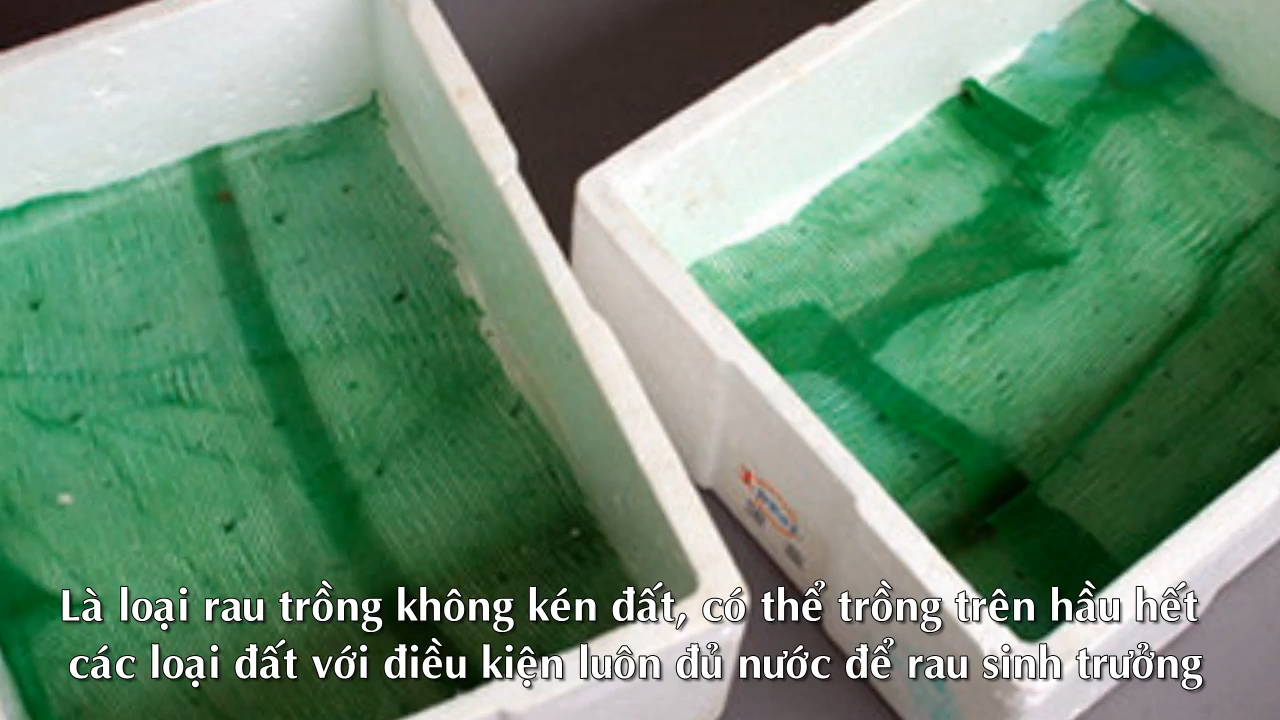 Là loại rau trồng không kén đất, có thể trồng trên hầu hết
các loại đất với điều kiện luôn đủ nước để rau sinh trưởng